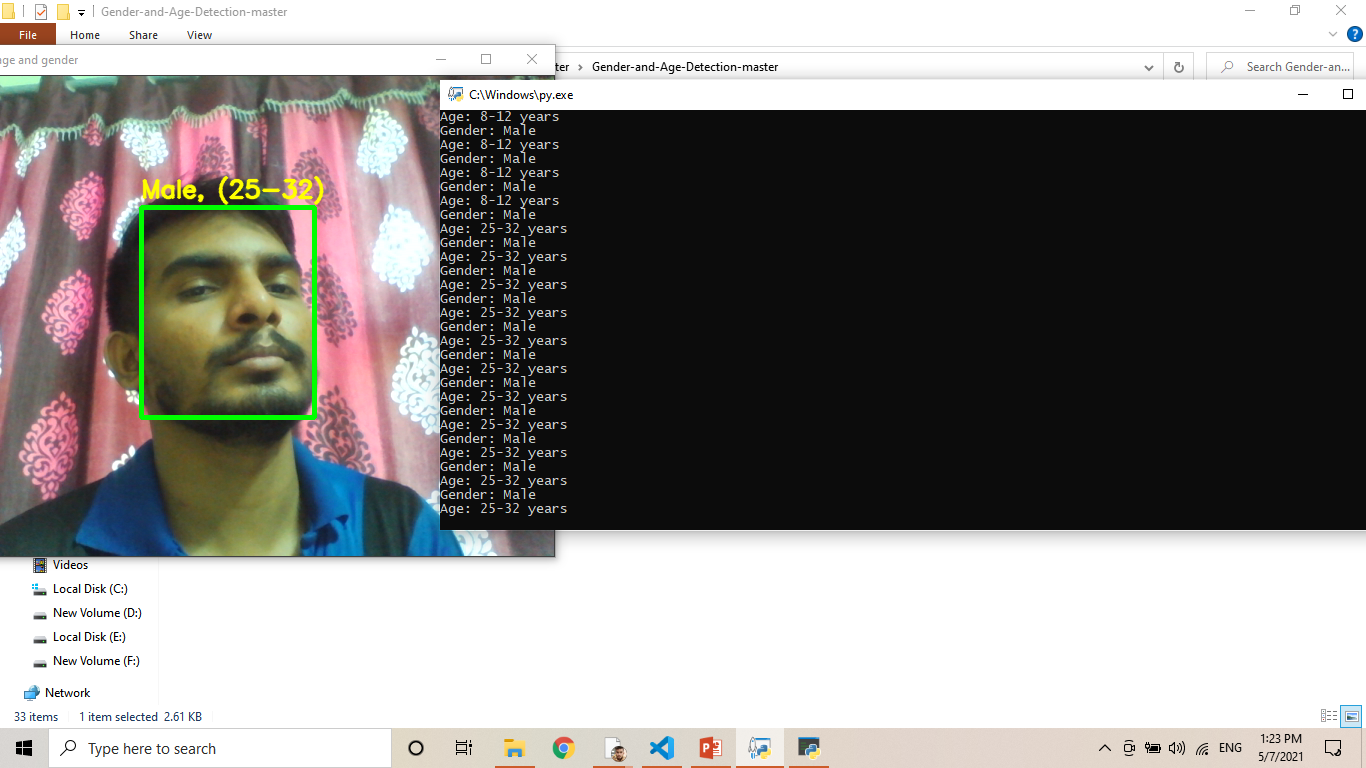 Gender-and-Age-Detection-master
File Home Share View
ge and gender
ter › Gender-and-Age-Detection-master
Search Gender-an...
C:\Windows\py.exe
Male, (25-32)
Age: 8-12 years
Gender: Male
Age: 8-12 years
Gender: Male
Age: 8-12 years
Gender: Male
Age: 8-12 years
Gender: Male
Age: 25-32 years
Gender: Male
Age: 25-32 years
Gender: Male
Age: 25-32 years
Gender: Male
Age: 25-32 years
Gender: Male
Age: 25-32 years
Gender: Male
Age: 25-32 years
Gender: Male
Age: 25-32 years
Gender: Male
Age: 25-32 years
Gender: Male
Age: 25-32 years
Gender: Male
Age: 25-32 years
Gender: Male
Age: 25-32 years
Videos
Local Disk (C:)
New Volume (D:)
Local Disk (E:)
New Volume (F:)
Network
33 items 1 item selected 2.61 KB
Type here to search
ENG
1:23 PM
5/7/2021